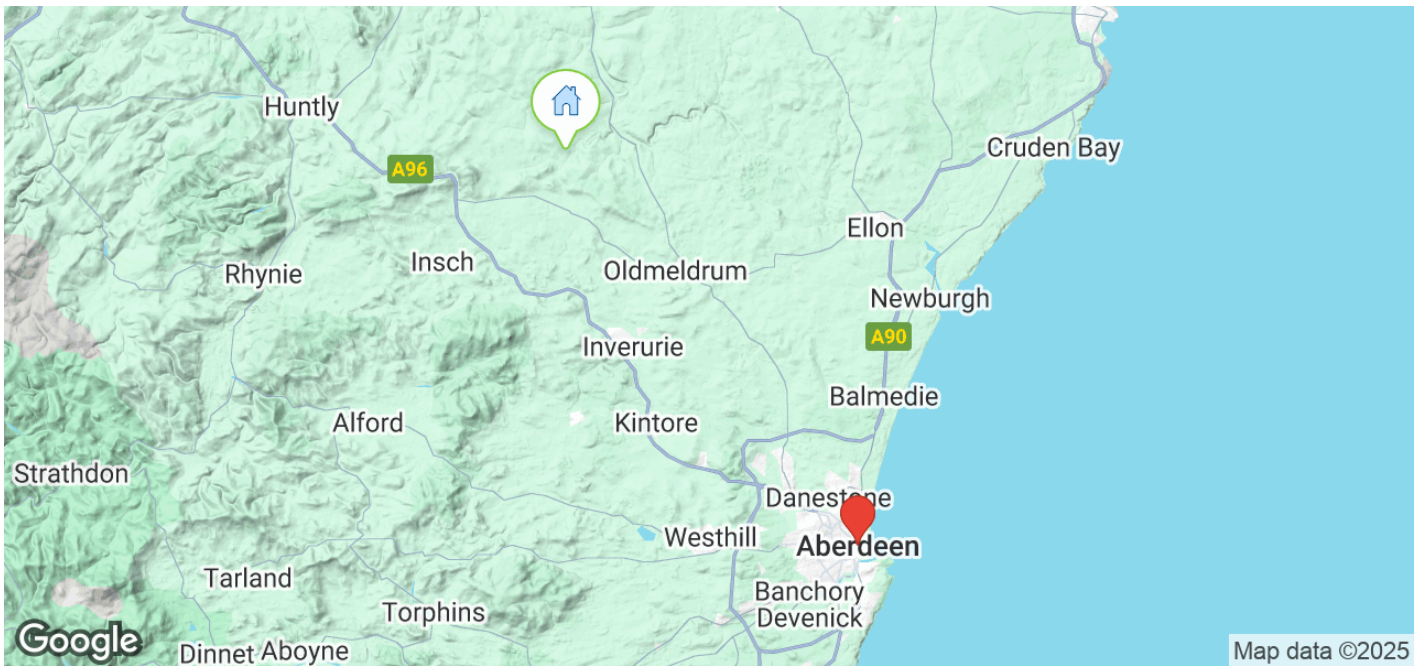 Huntly
A96
Cruden Bay
Ellon
Rhynie
Insch
Oldmeldrum
Newburgh
A90
Inverurie
Balmedie
Alford
Kintore
Strathdon
Danestone
Westhill
Aberdeen
Tarland
Banchory
Devenick
Torphins
Google
Dinnet
Aboyne
Map data ©2025